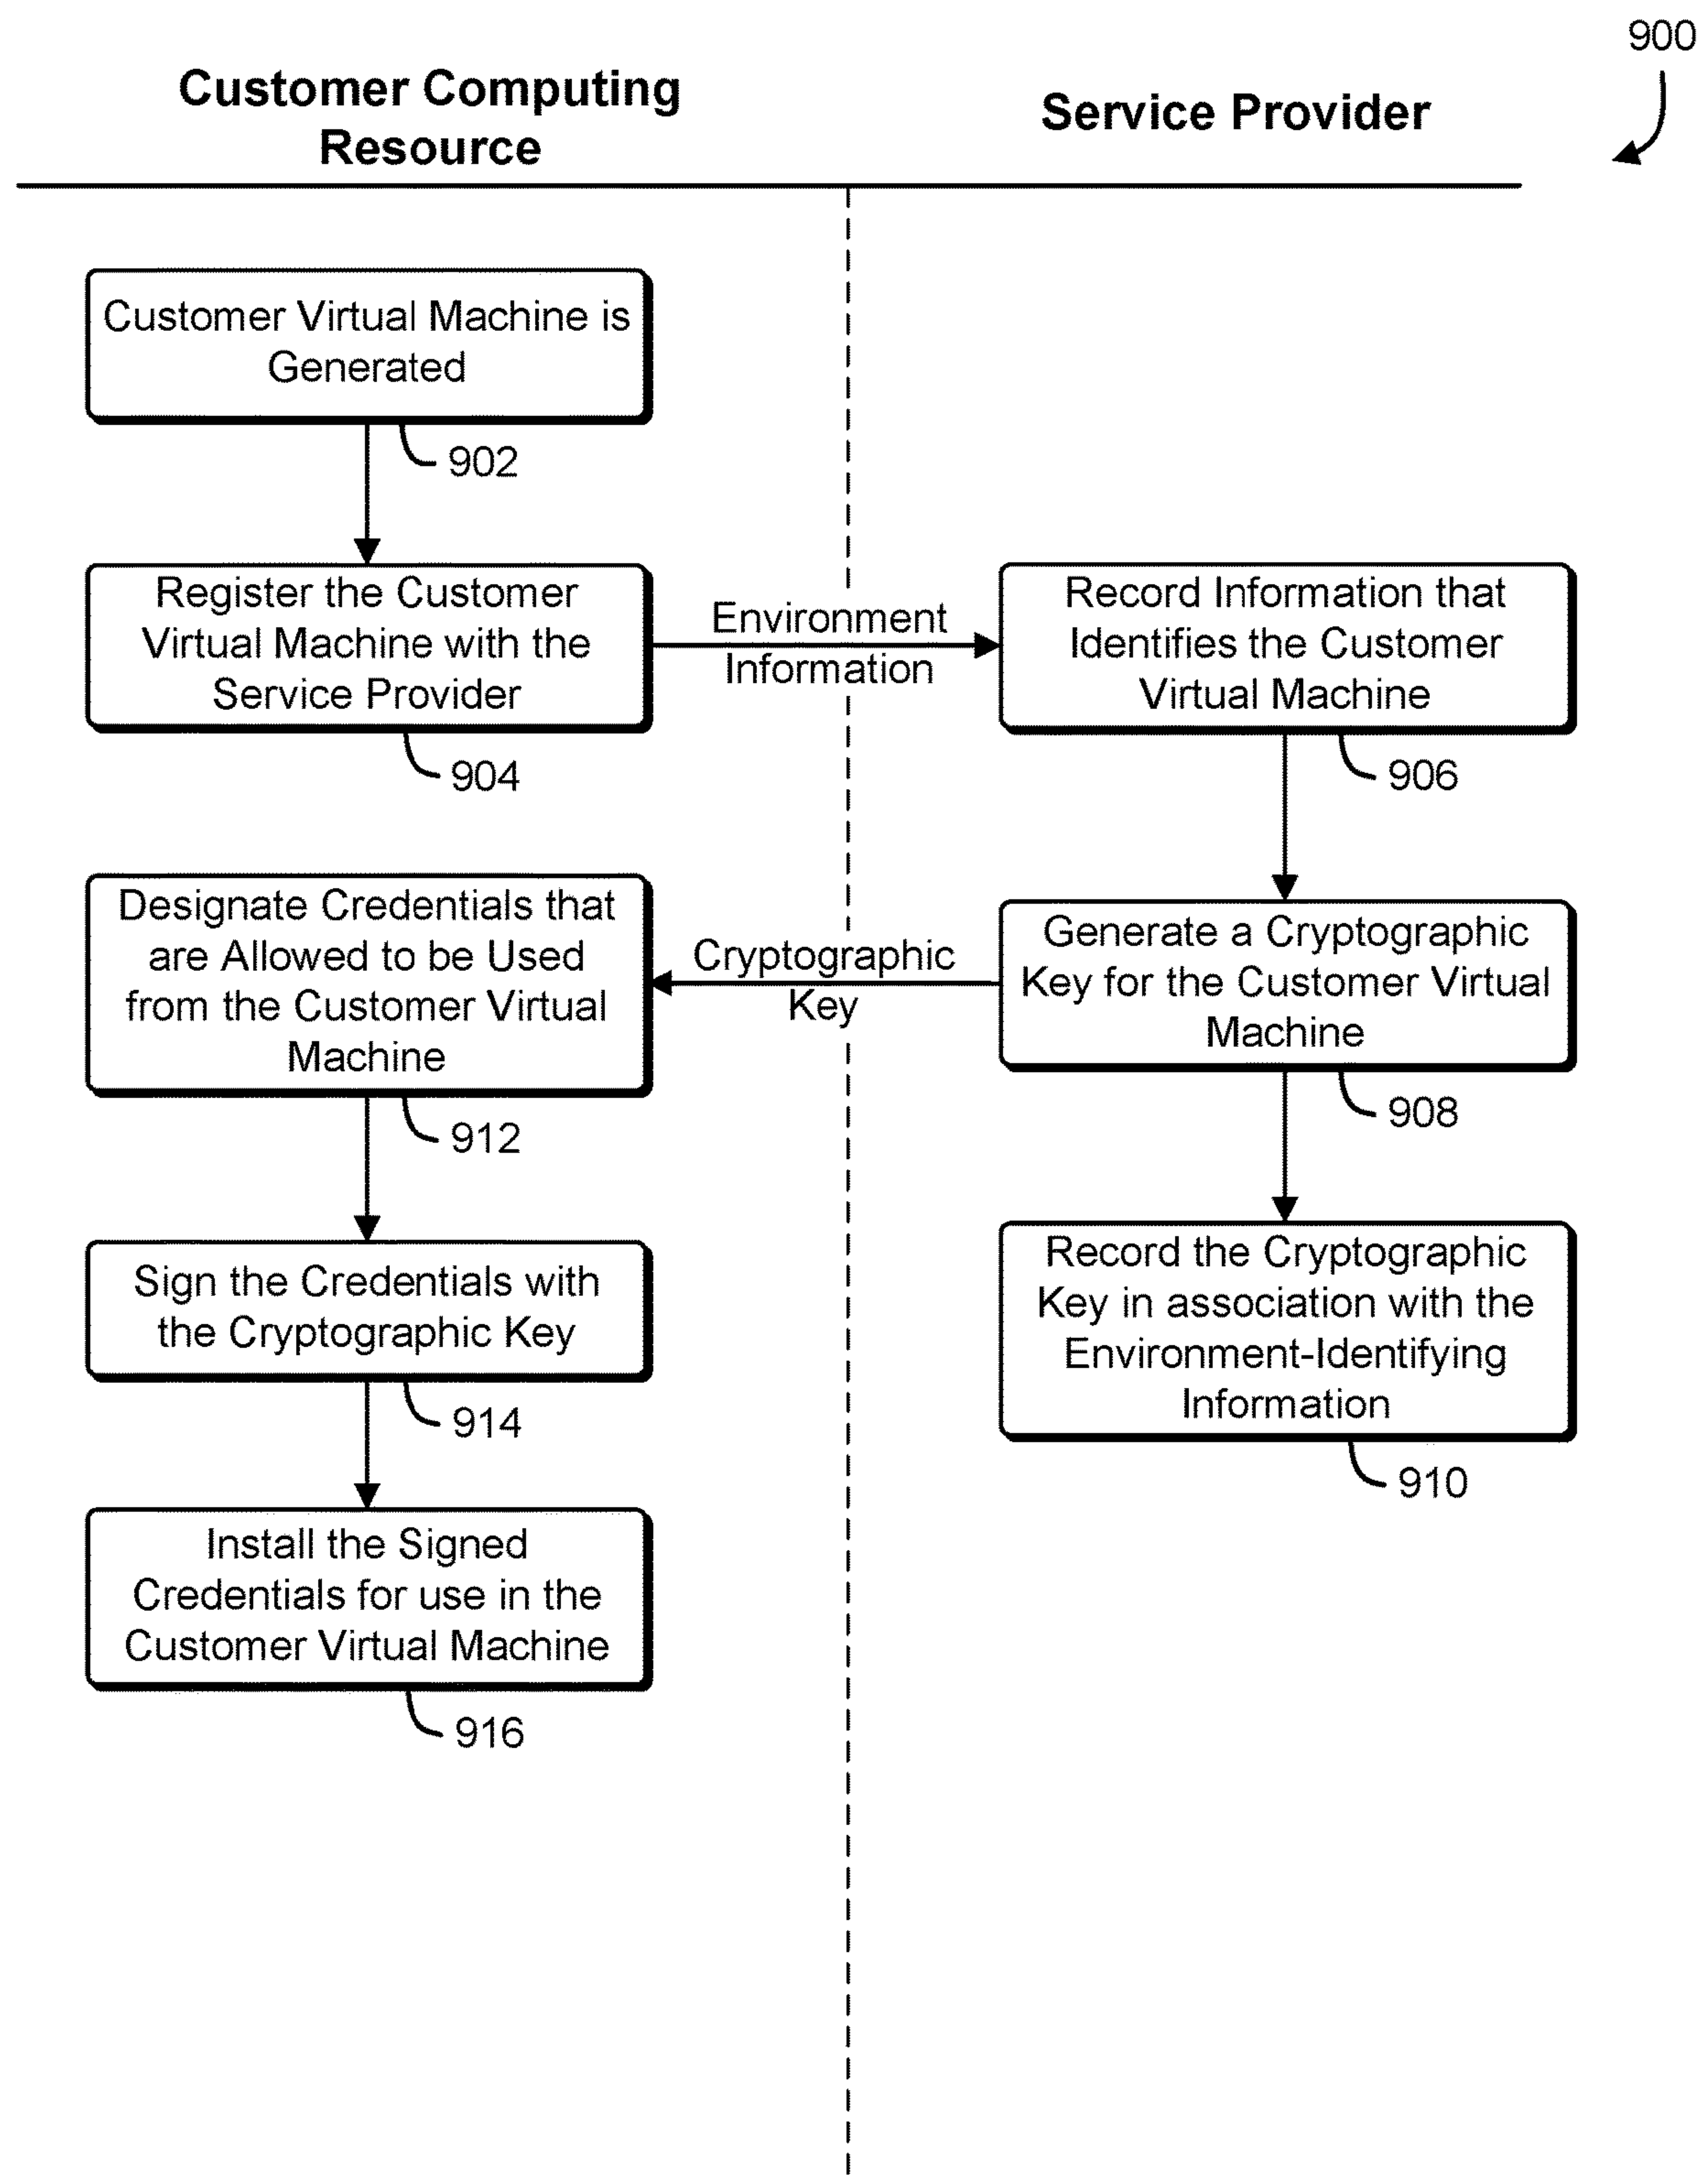 900
Customer Computing
Resource
Service Provider
Customer Virtual Machine is
Generated
902
Register the Customer
Virtual Machine with the
Service Provider
904
Environment
Information
Record Information that
Identifies the Customer
Virtual Machine
906
Generate a Cryptographic
Key for the Customer Virtual
Machine
908
Cryptographic
Key
Designate Credentials that
are Allowed to be Used
from the Customer Virtual
Machine
912
Record the Cryptographic
Key in association with the
Environment-Identifying
Information
910
Sign the Credentials with
the Cryptographic Key
914
Install the Signed
Credentials for use in the
Customer Virtual Machine
916